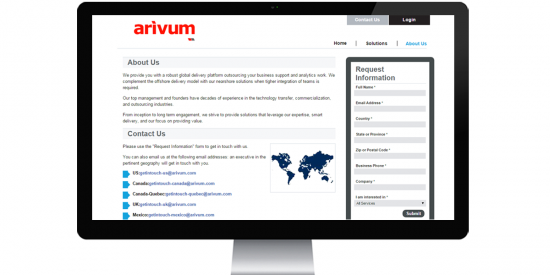 Contact Us
Login
arivum
Home | Solutions | About Us
About Us
We provide you with a robust global delivery platform outsourcing your business support and analytics work. We
complement the offshore delivery model with our nearshore solutions when higher integration of teams is
required.
Our top management and founders have decades of experience in the technology transfer, commercialization,
and outsourcing industries.
From inception to long term engagement, we strive to provide solutions that leverage our expertise, small
delivery, and our focus on providing value.
Contact Us
Please use the "Request Information" form to get in touch with us.
You can also email us at the following email addresses, an executive in the
pertinent geography will get in touch with you.
US:getintouch-us@arivum.com
Canada:getintouch-canada@arivum.com
Canada-Quebec:getintouch-quebec@arivum.com
UK:getintouch-uk@arivum.com
Mexico:getintouch-mexico@arivum.com
Request
Information
Full Name *
Email Address *
Country *
State or Province *
Zip or Postal Code *
Business Phone *
Company *
I am interested in *
All Services
Submit